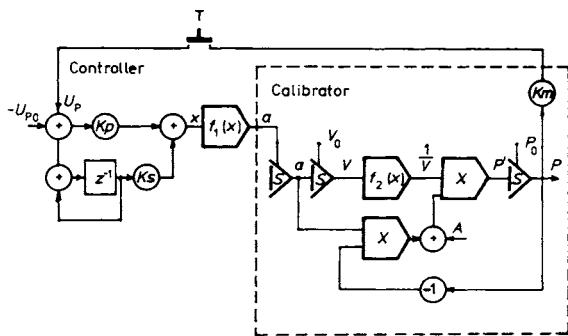 T
Controller
Calibrator
-U_P0
U_P
+
Kp
+
x
f₁(x)
a
Km
+
z⁻¹
Ks
S
a
V₀
S
V
f₂(x)
1/V
X
P'
P₀
S
P
X
+
A
-1